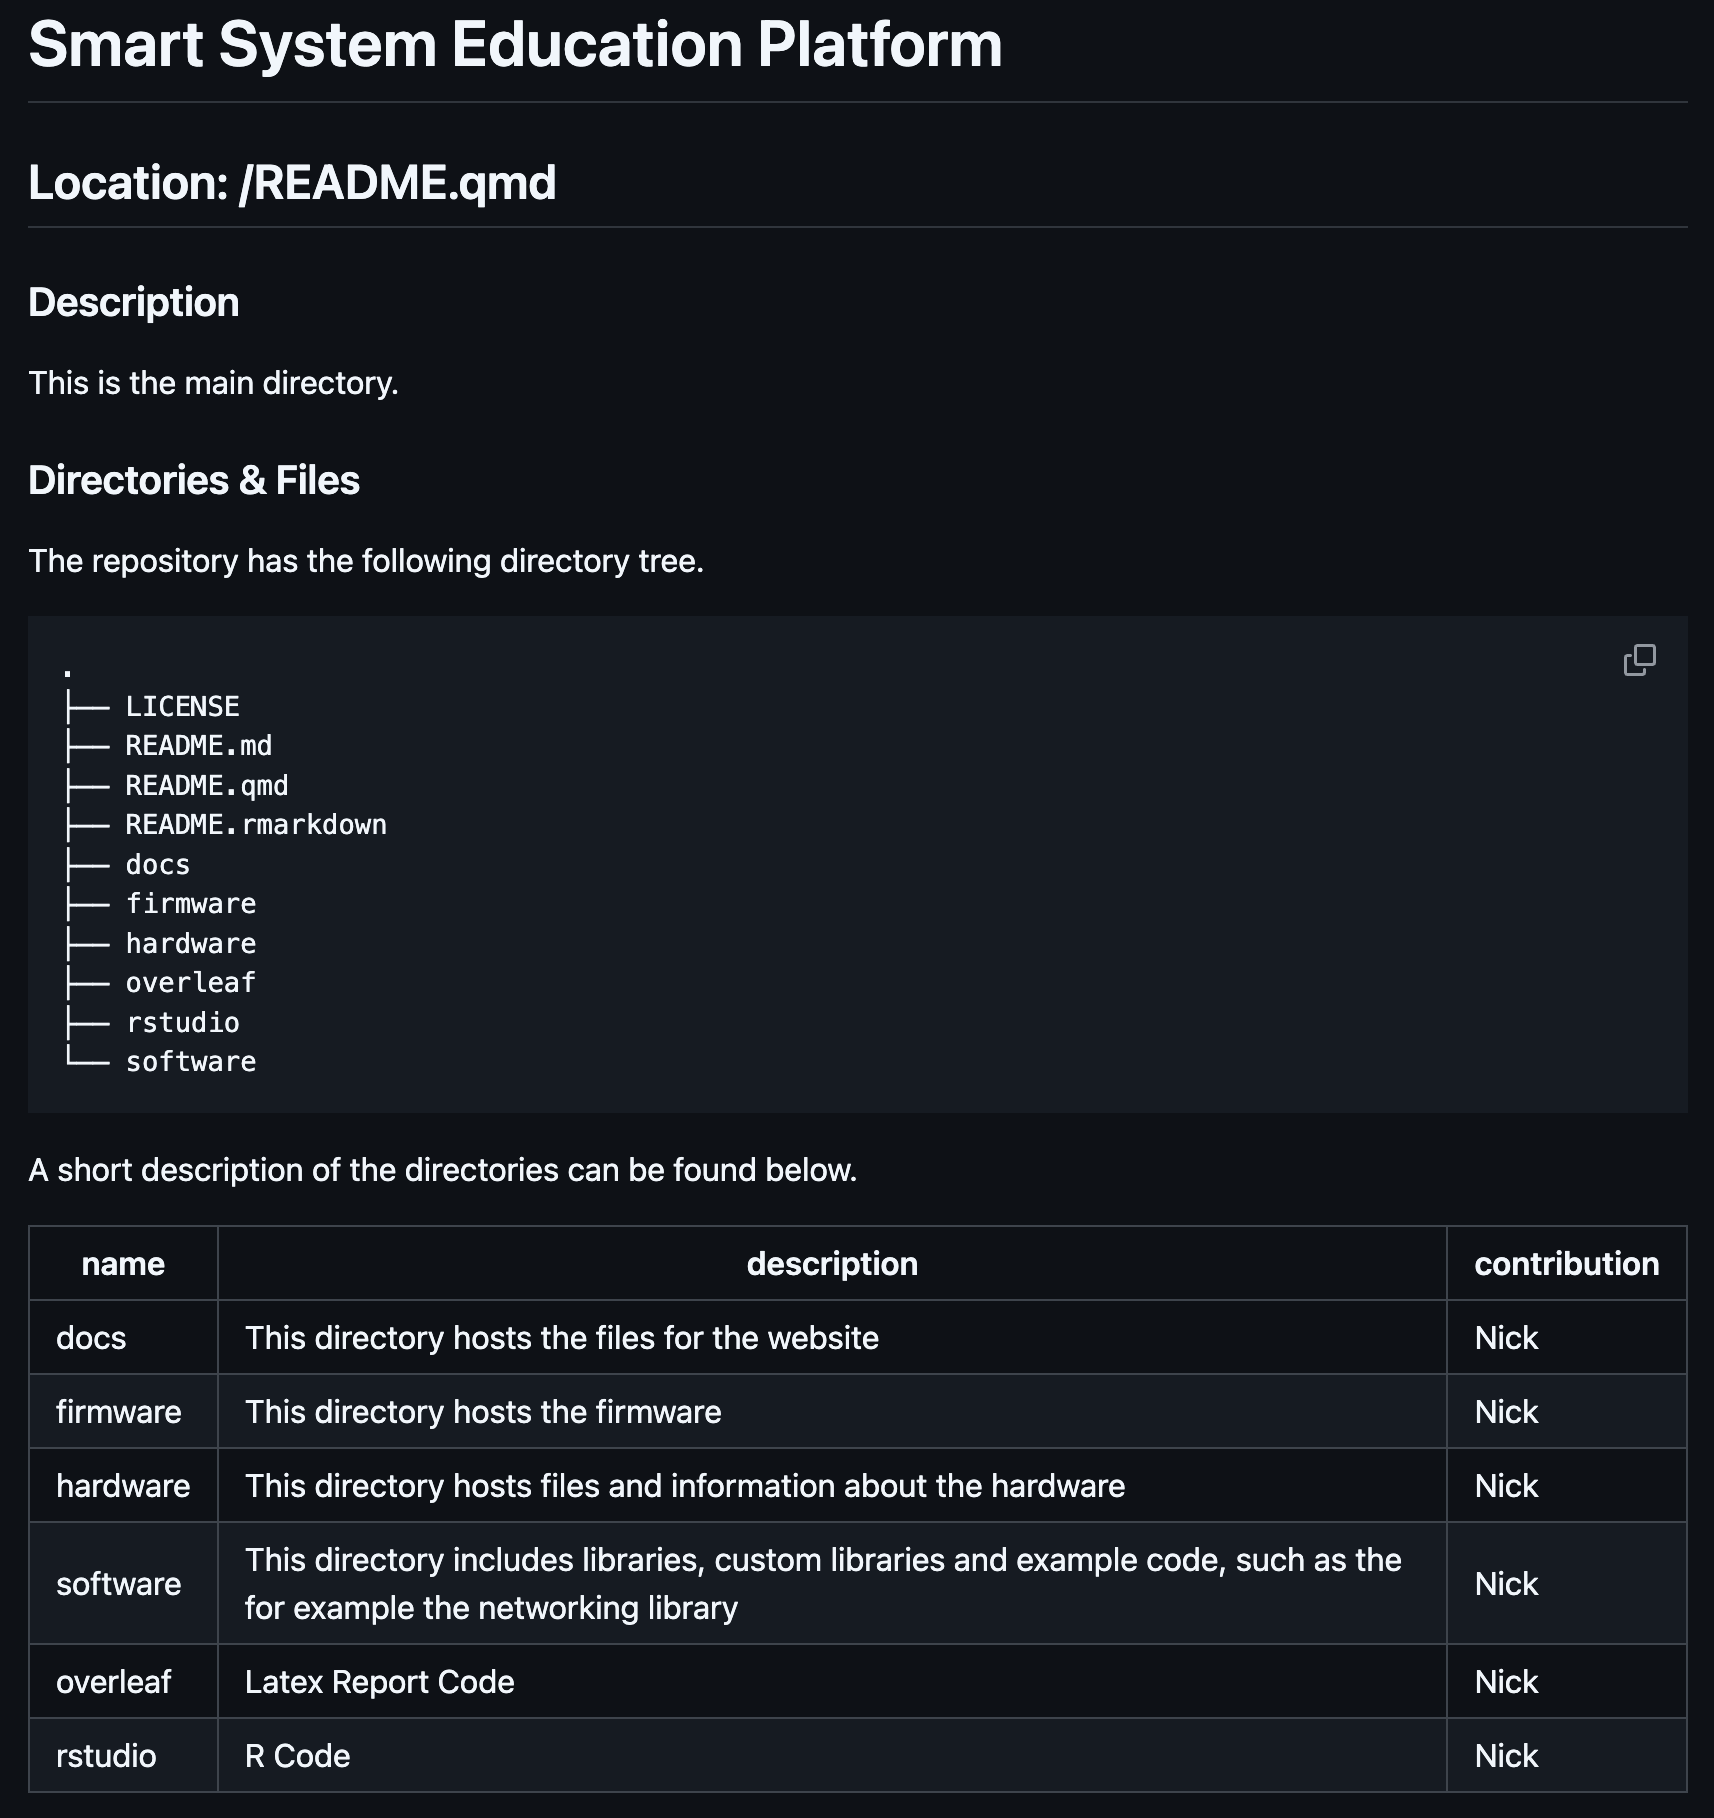 Smart System Education Platform
Location: /README.qmd
Description
This is the main directory.
Directories & Files
The repository has the following directory tree.
.
├── LICENSE
├── README.md
├── README.qmd
├── README.rmarkdown
├── docs
├── firmware
├── hardware
├── overleaf
├── rstudio
└── software
A short description of the directories can be found below.
name description contribution
docs This directory hosts the files for the website Nick
firmware This directory hosts the firmware Nick
hardware This directory hosts files and information about the hardware Nick
software This directory includes libraries, custom libraries and example code, such as the
for example the networking library Nick
overleaf Latex Report Code Nick
rstudio R Code Nick